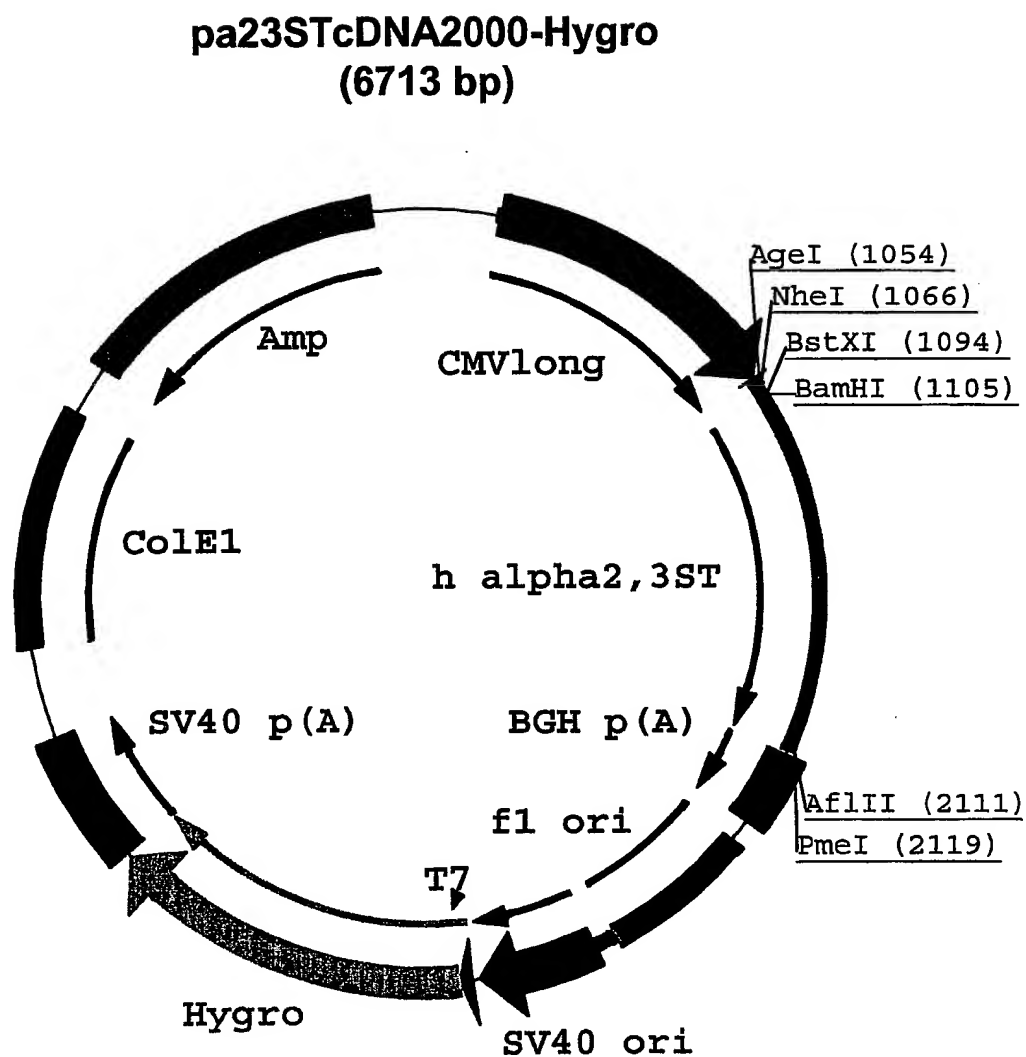 pa23STcDNA2000-Hygro
(6713 bp)
AgeI (1054)
NheI (1066)
BstXI (1094)
BamHI (1105)
Amp
CMVlong
ColE1
h alpha2,3ST
SV40 p(A)
BGH p(A)
f1 ori
AflII (2111)
PmeI (2119)
T7
Hygro
SV40 ori